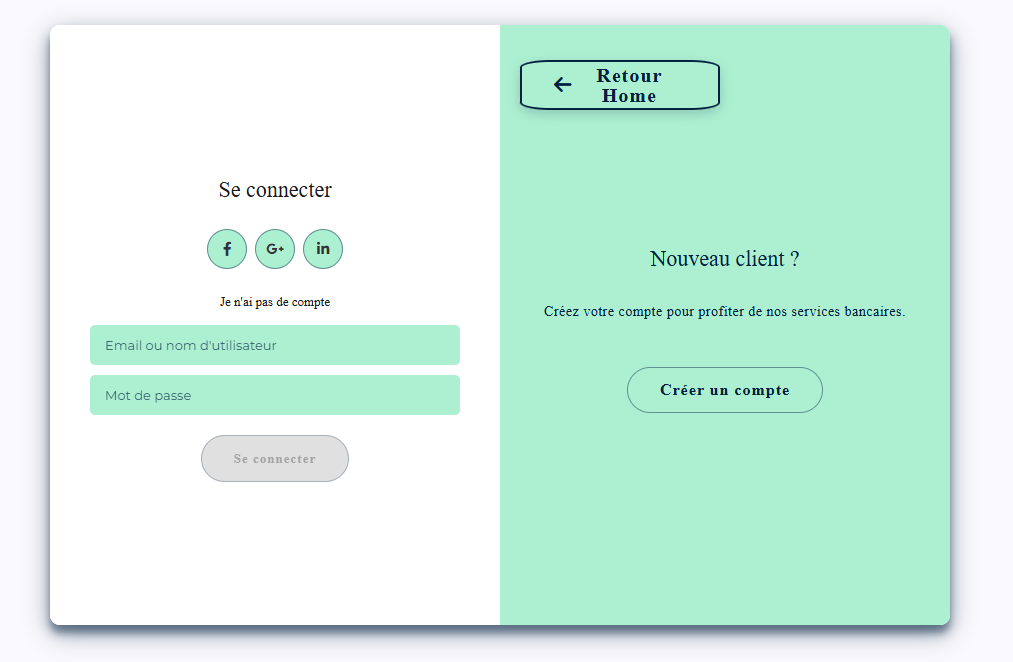 Se connecter
f
G+
in
Je n'ai pas de compte
Email ou nom d'utilisateur
Mot de passe
Se connecter
Retour
Home
Nouveau client ?
Créez votre compte pour profiter de nos services bancaires.
Créer un compte